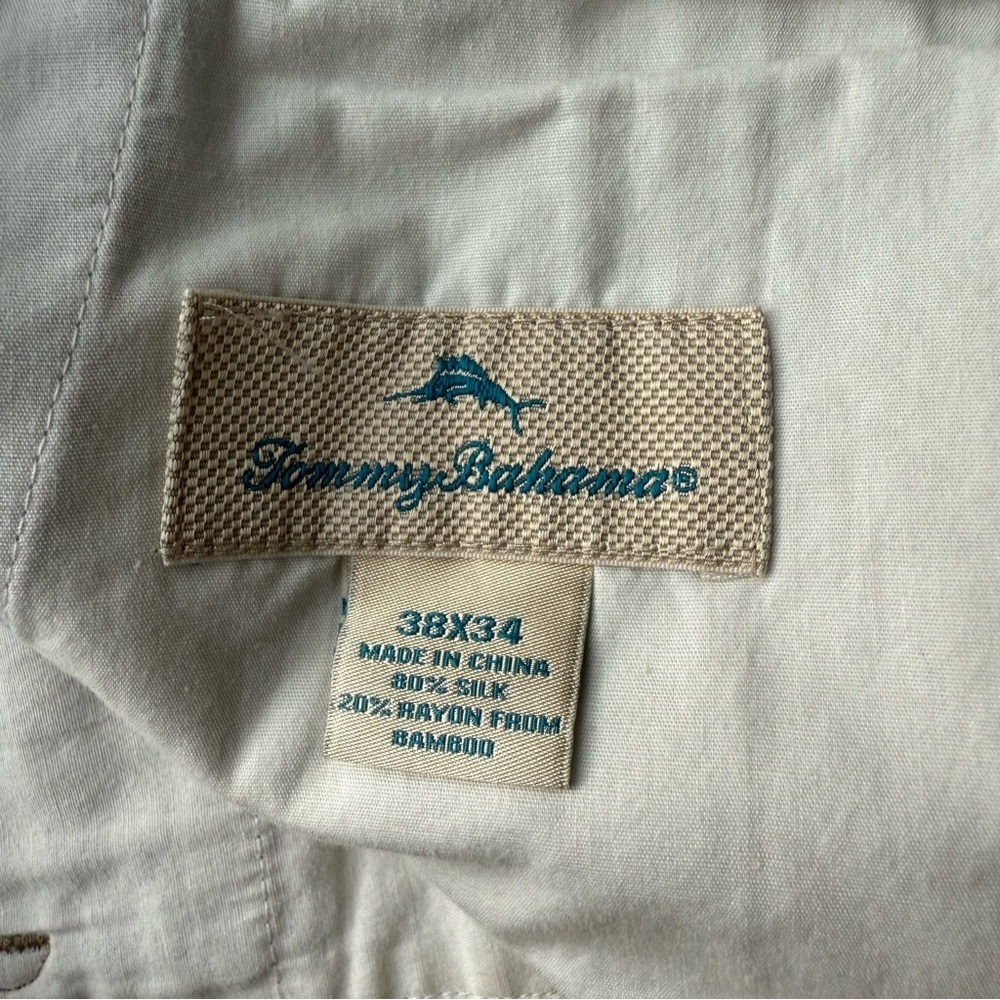 Tommy Bahama®
38X34
MADE IN CHINA
80% SILK
20% RAYON FROM
BAMBOO